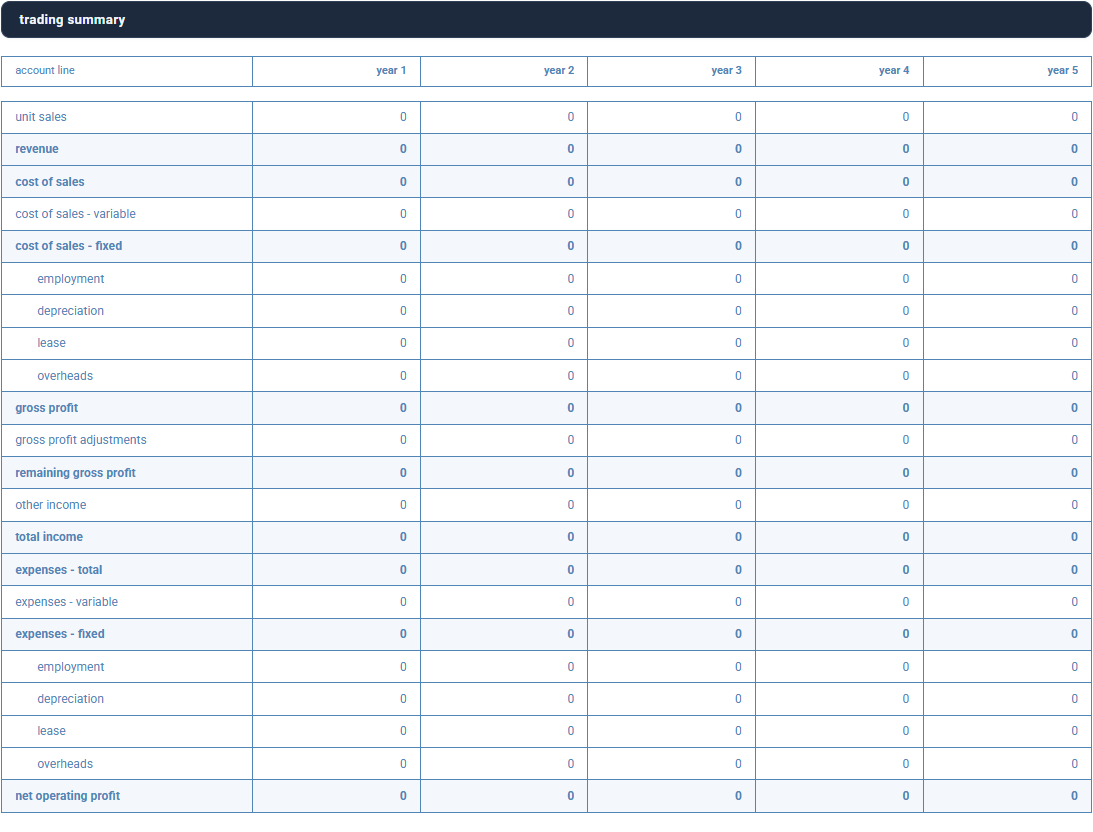 trading summary
account line year 1 year 2 year 3 year 4 year 5
unit sales 0 0 0 0 0
revenue 0 0 0 0 0
cost of sales 0 0 0 0 0
cost of sales - variable 0 0 0 0 0
cost of sales - fixed 0 0 0 0 0
employment 0 0 0 0 0
depreciation 0 0 0 0 0
lease 0 0 0 0 0
overheads 0 0 0 0 0
gross profit 0 0 0 0 0
gross profit adjustments 0 0 0 0 0
remaining gross profit 0 0 0 0 0
other income 0 0 0 0 0
total income 0 0 0 0 0
expenses - total 0 0 0 0 0
expenses - variable 0 0 0 0 0
expenses - fixed 0 0 0 0 0
employment 0 0 0 0 0
depreciation 0 0 0 0 0
lease 0 0 0 0 0
overheads 0 0 0 0 0
net operating profit 0 0 0 0 0